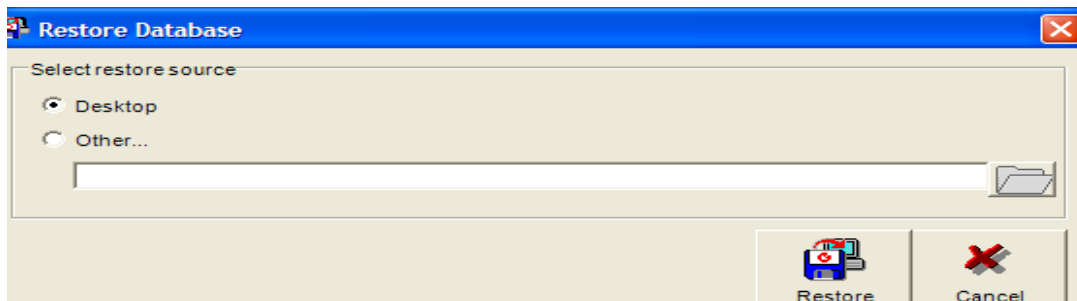 Restore Database
Select restore source
Desktop
Other...
Restore Cancel